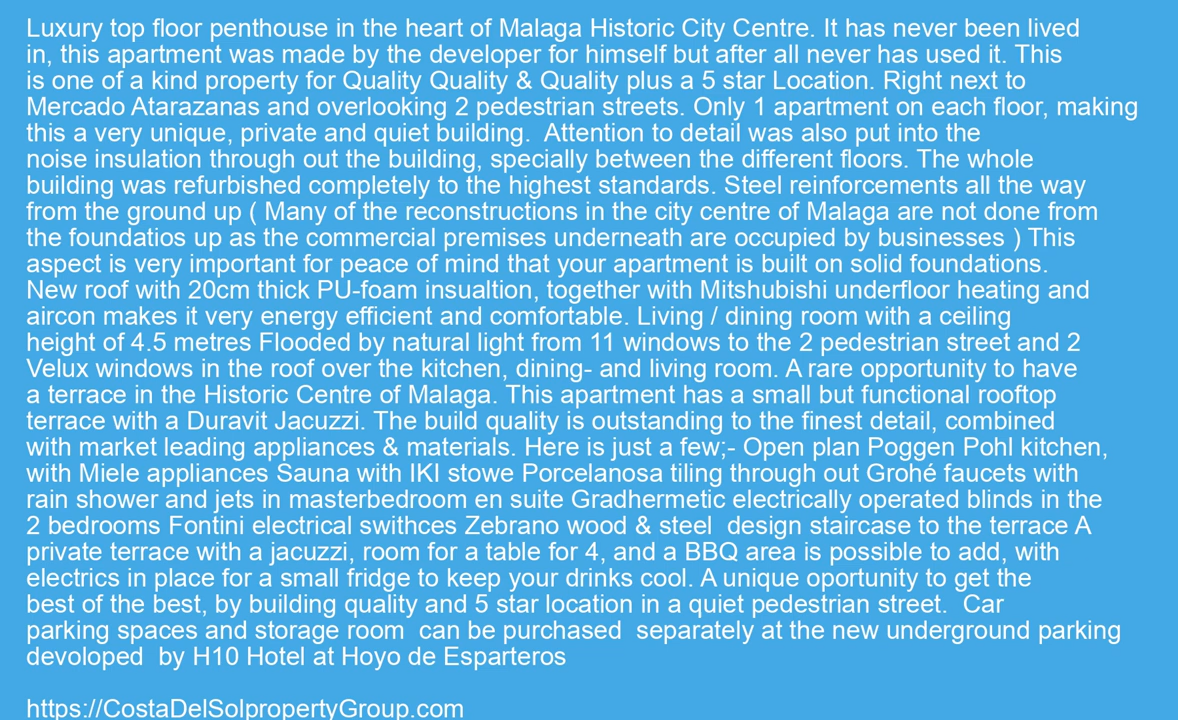 Luxury top floor penthouse in the heart of Malaga Historic City Centre. It has never been lived
in, this apartment was made by the developer for himself but after all never has used it. This
is one of a kind property for Quality Quality & Quality plus a 5 star Location. Right next to
Mercado Atarazanas and overlooking 2 pedestrian streets. Only 1 apartment on each floor, making
this a very unique, private and quiet building.  Attention to detail was also put into the
noise insulation through out the building, specially between the different floors. The whole
building was refurbished completely to the highest standards. Steel reinforcements all the way
from the ground up ( Many of the reconstructions in the city centre of Malaga are not done from
the foundatios up as the commercial premises underneath are occupied by businesses ) This
aspect is very important for peace of mind that your apartment is built on solid foundations.
New roof with 20cm thick PU-foam insualtion, together with Mitshubishi underfloor heating and
aircon makes it very energy efficient and comfortable. Living / dining room with a ceiling
height of 4.5 metres Flooded by natural light from 11 windows to the 2 pedestrian street and 2
Velux windows in the roof over the kitchen, dining- and living room. A rare opportunity to have
a terrace in the Historic Centre of Malaga. This apartment has a small but functional rooftop
terrace with a Duravit Jacuzzi. The build quality is outstanding to the finest detail, combined
with market leading appliances & materials. Here is just a few;- Open plan Poggen Pohl kitchen,
with Miele appliances Sauna with IKI stowe Porcelanosa tiling through out Grohé faucets with
rain shower and jets in masterbedroom en suite Gradhermetic electrically operated blinds in the
2 bedrooms Fontini electrical swithces Zebrano wood & steel  design staircase to the terrace A
private terrace with a jacuzzi, room for a table for 4, and a BBQ area is possible to add, with
electrics in place for a small fridge to keep your drinks cool. A unique oportunity to get the
best of the best, by building quality and 5 star location in a quiet pedestrian street.  Car
parking spaces and storage room  can be purchased  separately at the new underground parking
devoloped  by H10 Hotel at Hoyo de Esparteros
https://CostaDelSolpropertyGroup.com